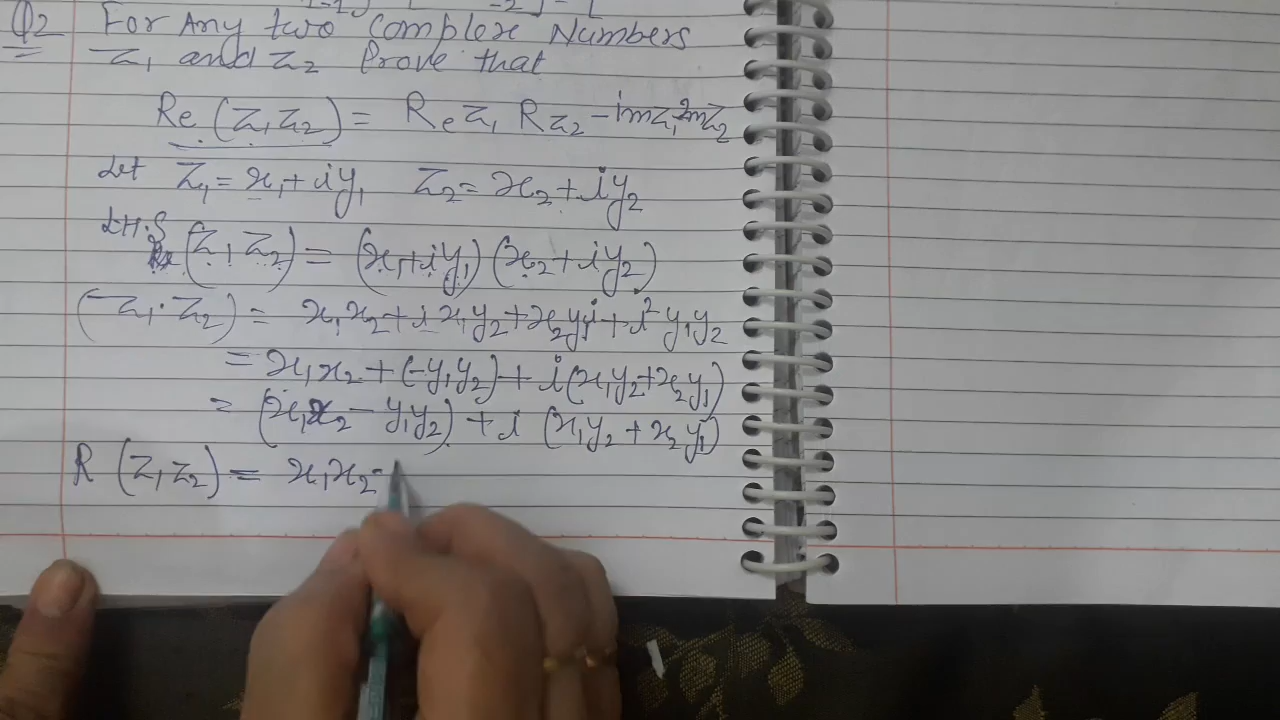 Q2 For Any two Complex Numbers
z₁ and z₂ Prove that
Re (z₁z₂) = Re z₁ R z₂ - im z₁ Im z₂
Let z₁ = x₁ + iy₁ z₂ = x₂ + iy₂
L.H.S
(z₁ z₂) = (x₁ + iy₁) (x₂ + iy₂)
(z₁ . z₂) = x₁x₂ + i x₁y₂ + x₂y₁i + i² y₁y₂
= x₁x₂ + (-y₁y₂) + i (x₁y₂ + x₂y₁)
= (x₁x₂ - y₁y₂) + i (x₁y₂ + x₂y₁)
R (z₁z₂) = x₁x₂ -